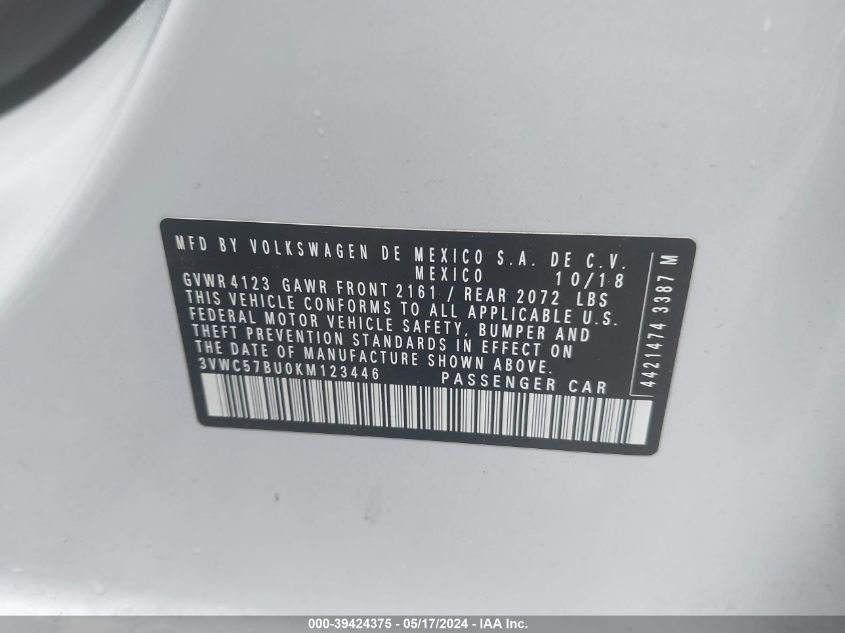 MFD BY VOLKSWAGEN DE MEXICO S.A. DE C.V.
MEXICO 10/18
GVWR 4123 GAWR FRONT 2161 / REAR 2072 LBS
THIS VEHICLE CONFORMS TO ALL APPLICABLE U.S.
FEDERAL MOTOR VEHICLE SAFETY, BUMPER AND
THEFT PREVENTION STANDARDS IN EFFECT ON
THE DATE OF MANUFACTURE SHOWN ABOVE.
3VWC57BU0KM123446 PASSENGER CAR
4421474 3387 M
000-39424375 - 05/17/2024 - IAA, Inc.